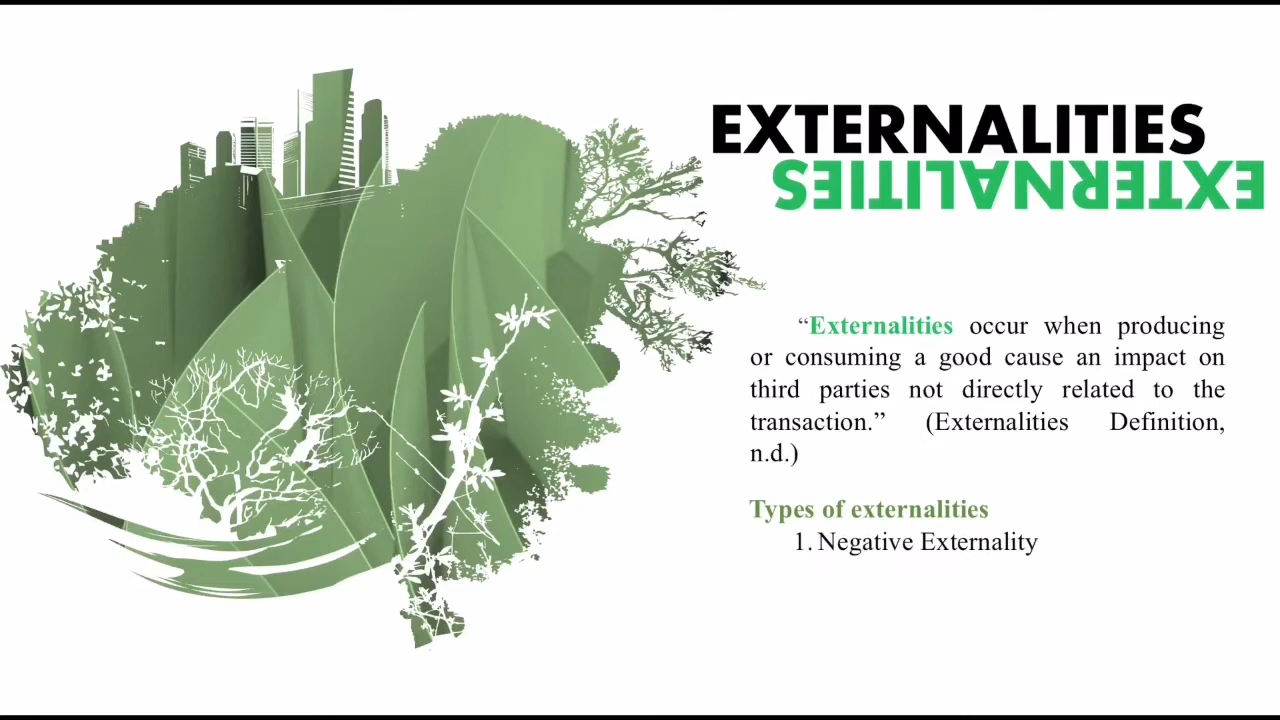 EXTERNALITIES
EXTERNALITIES
“Externalities occur when producing
or consuming a good cause an impact on
third parties not directly related to the
transaction.” (Externalities Definition,
n.d.)
Types of externalities
1. Negative Externality